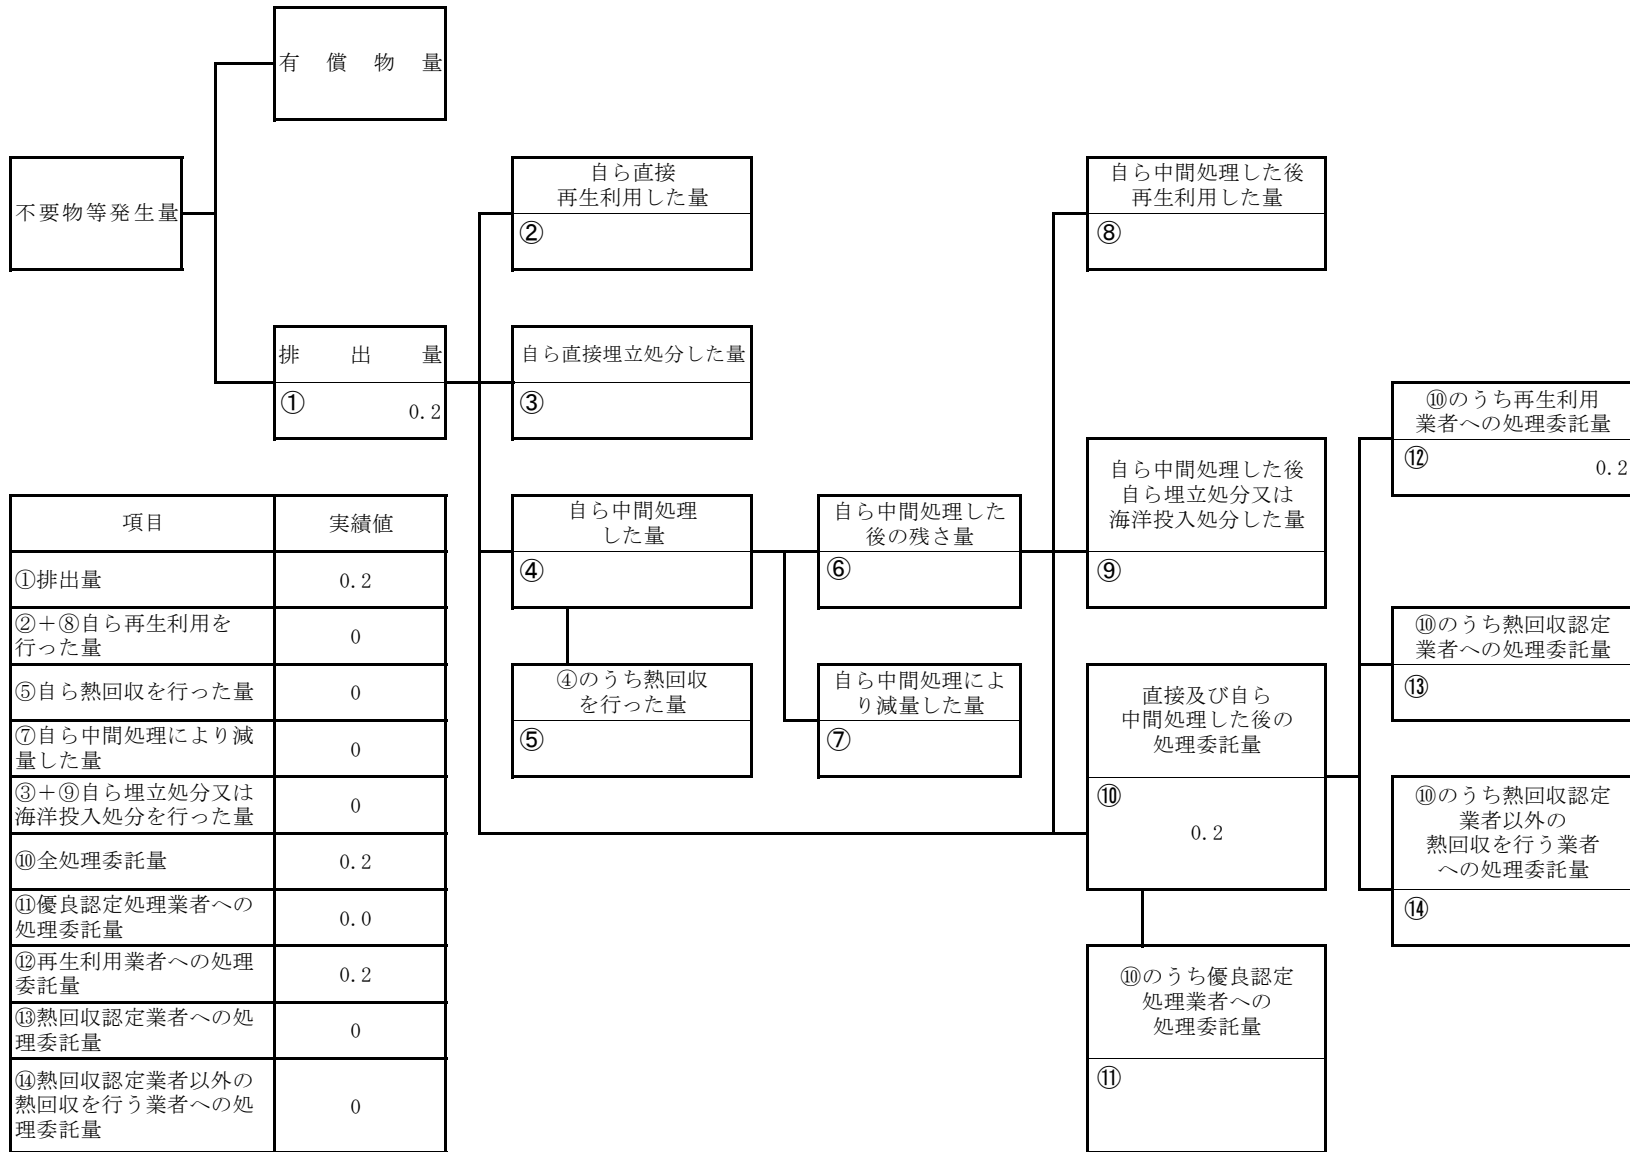 有償物量
不要物等発生量
自ら直接
再生利用した量
②
自ら中間処理した後
再生利用した量
⑧
排出量
①
0.2
自ら直接埋立処分した量
③
⑩のうち再生利用
業者への処理委託量
⑫
0.2
自ら中間処理
した量
④
自ら中間処理した
後の残さ量
⑥
自ら中間処理した後
自ら埋立処分又は
海洋投入処分した量
⑨
④のうち熱回収
を行った量
⑤
自ら中間処理によ
り減量した量
⑦
直接及び自ら
中間処理した後の
処理委託量
⑩
0.2
⑩のうち熱回収認定
業者への処理委託量
⑬
⑩のうち熱回収認定
業者以外の
熱回収を行う業者
への処理委託量
⑭
⑩のうち優良認定
処理業者への
処理委託量
⑪
項目 実績値
①排出量 0.2
②+⑧自ら再生利用を
行った量 0
⑤自ら熱回収を行った量 0
⑦自ら中間処理により減
量した量 0
③+⑨自ら埋立処分又は
海洋投入処分を行った量 0
⑩全処理委託量 0.2
⑪優良認定処理業者への
処理委託量 0.0
⑫再生利用業者への処理
委託量 0.2
⑬熱回収認定業者への処
理委託量 0
⑭熱回収認定業者以外の
熱回収を行う業者への処
理委託量 0